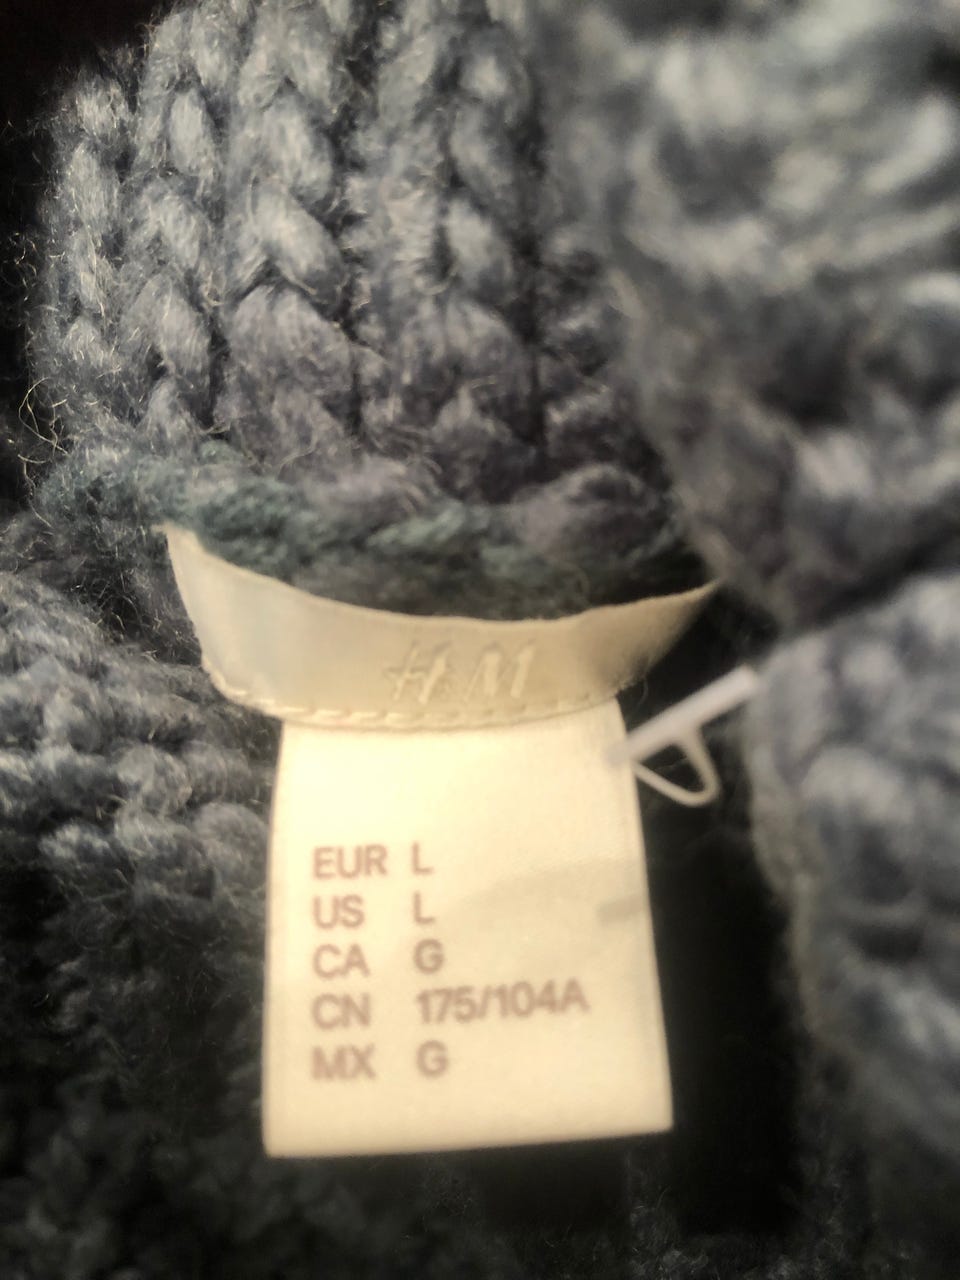 H&M
EUR L
US L
CA G
CN 175/104A
MX G